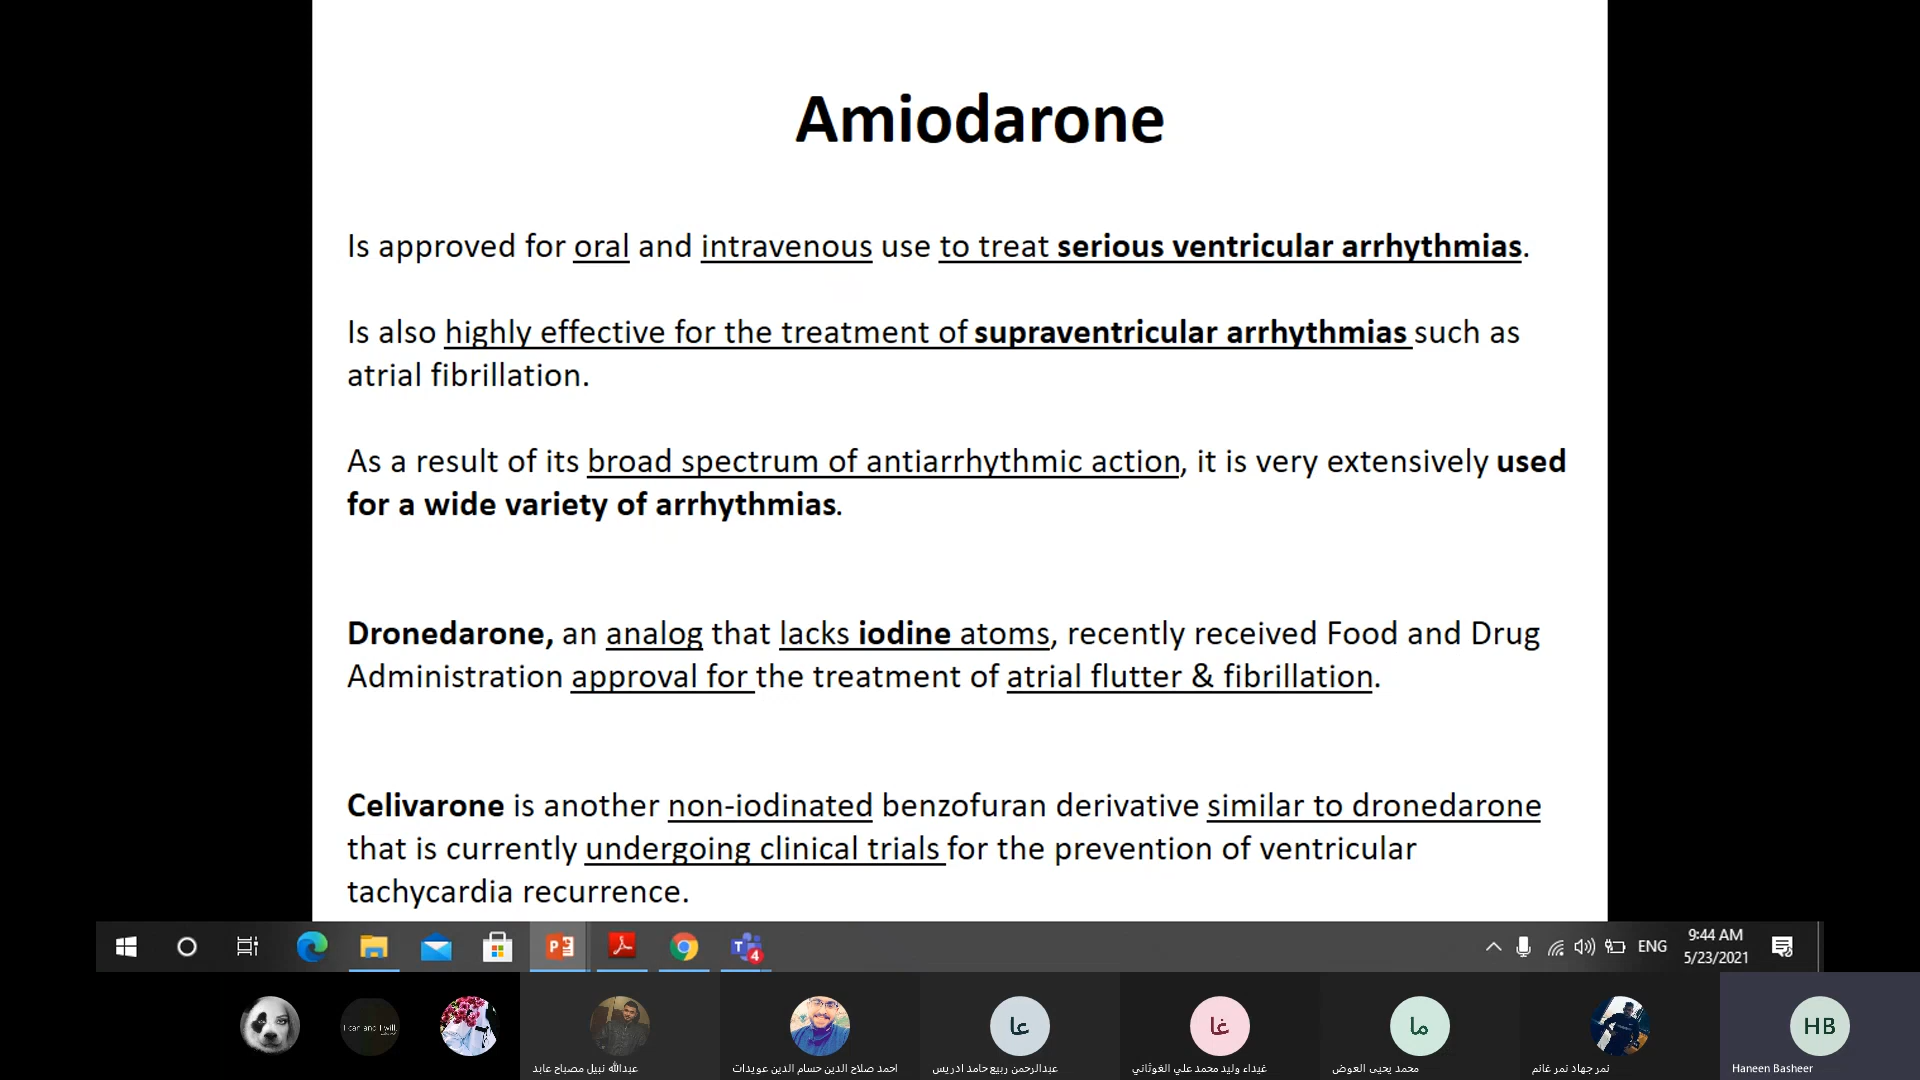 Amiodarone
Is approved for oral and intravenous use to treat serious ventricular arrhythmias.
Is also highly effective for the treatment of supraventricular arrhythmias such as
atrial fibrillation.
As a result of its broad spectrum of antiarrhythmic action, it is very extensively used
for a wide variety of arrhythmias.
Dronedarone, an analog that lacks iodine atoms, recently received Food and Drug
Administration approval for the treatment of atrial flutter & fibrillation.
Celivarone is another non-iodinated benzofuran derivative similar to dronedarone
that is currently undergoing clinical trials for the prevention of ventricular
tachycardia recurrence.
ENG
9:44 AM
5/23/2021
4
I can and I will.
عا
غا
ما
HB
عبدالله نبيل مصباح عابد
احمد صلاح الدين حسام الدين عويدات
عبدالرحمن ربيع حامد ادريس
غيداء وليد محمد علي الغوثاني
محمد يحيى العوض
نمر جهاد نمر غانم
Haneen Basheer